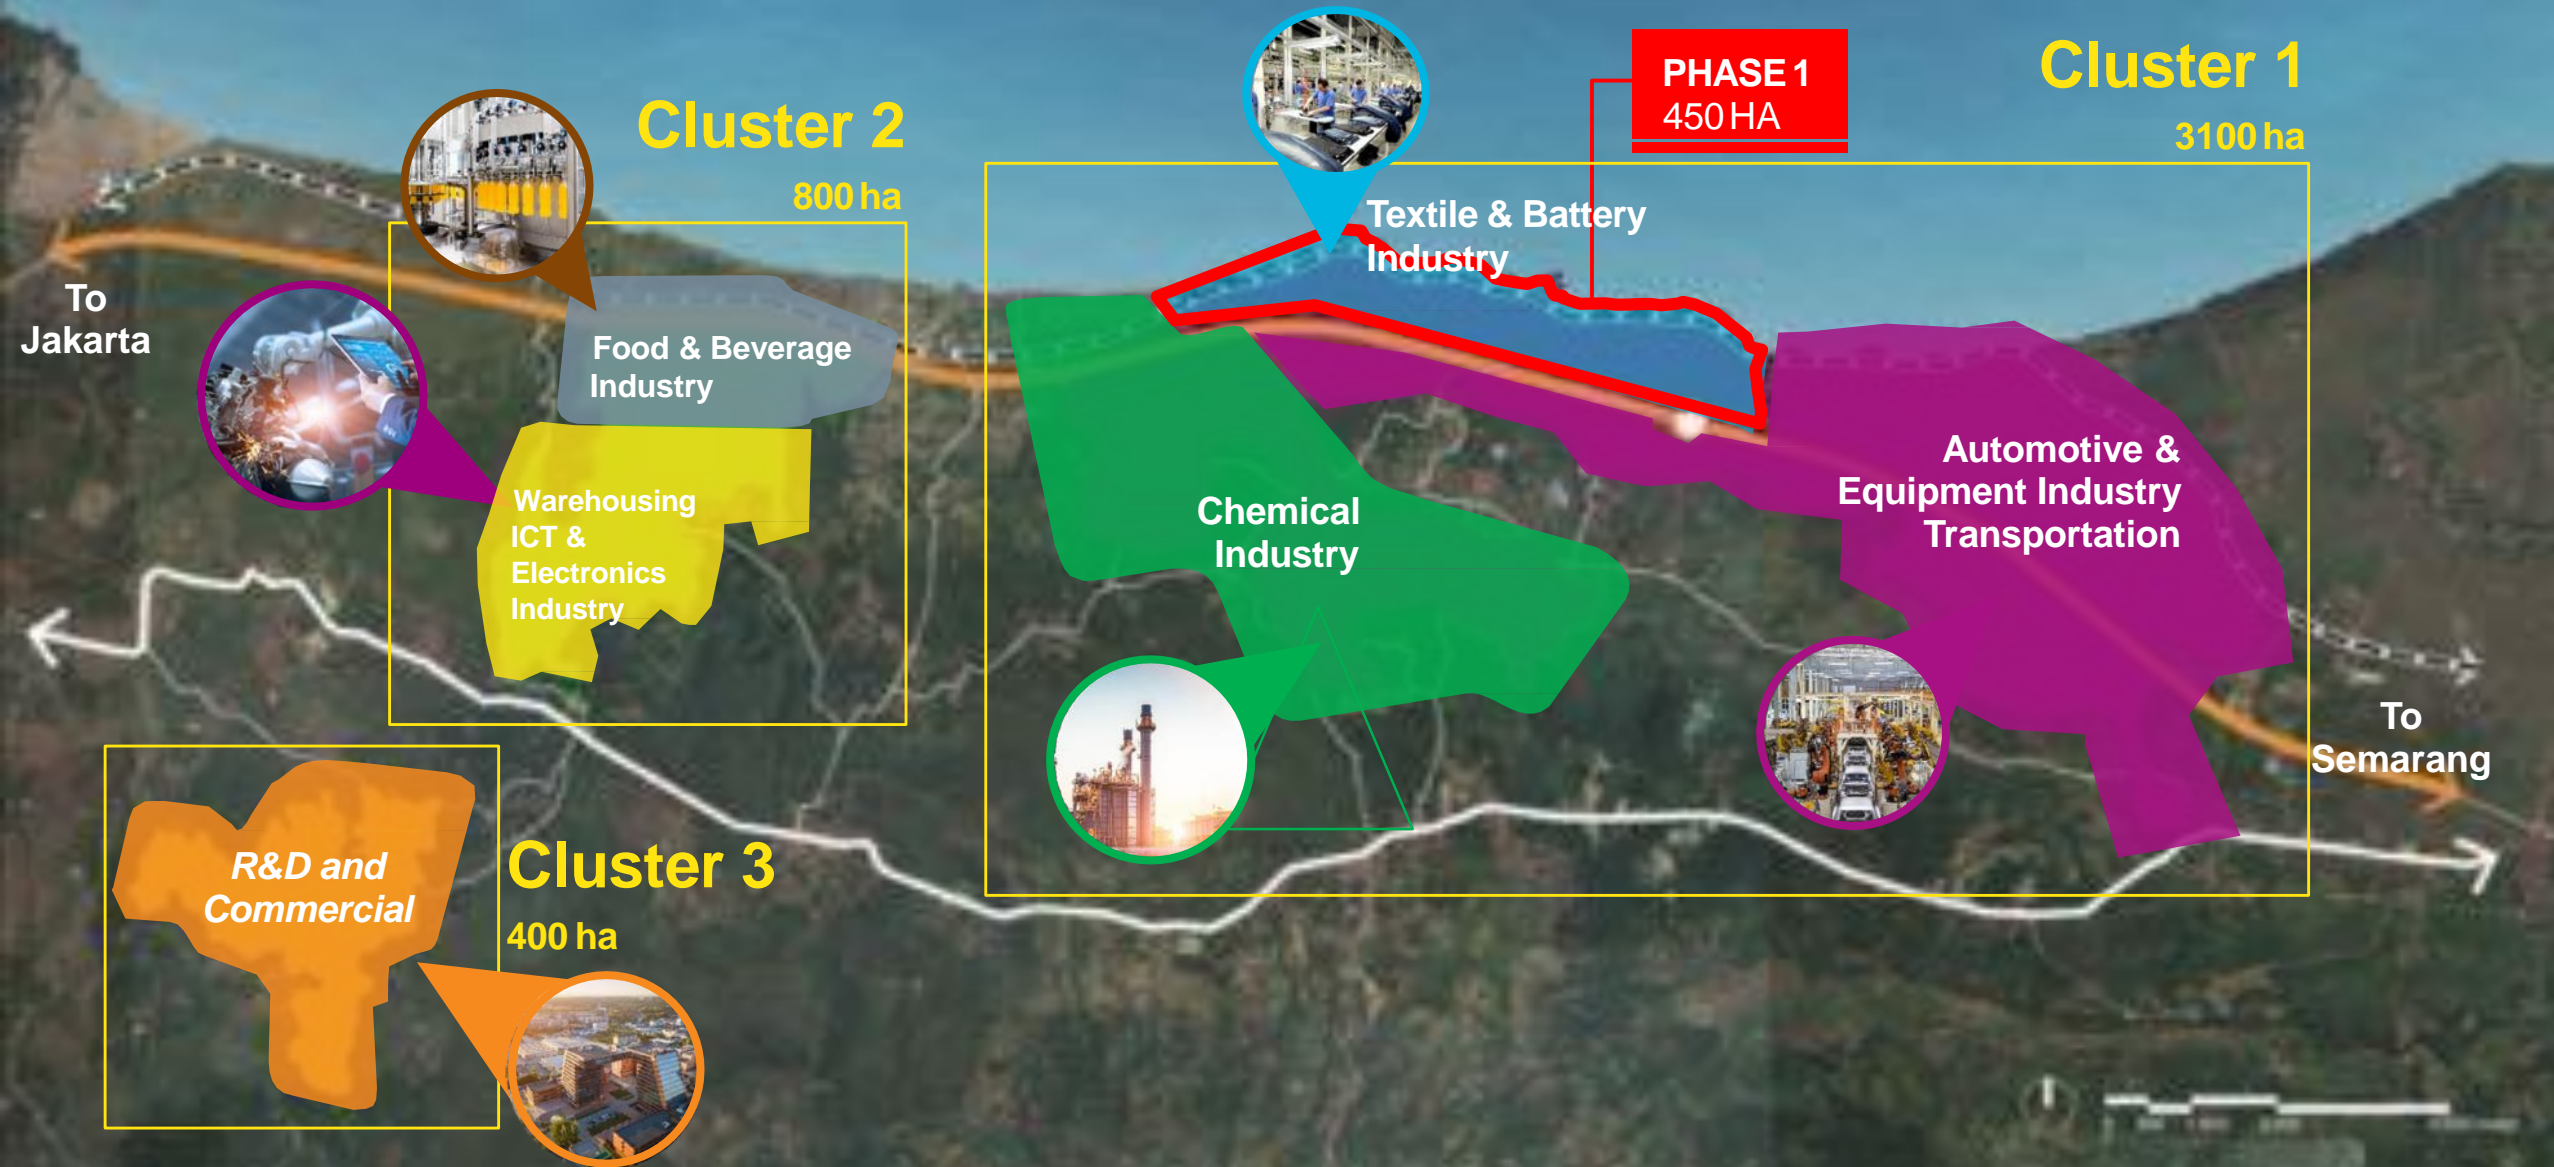 Cluster 2
800 ha
To
Jakarta
Food & Beverage
Industry
Warehousing
ICT &
Electronics
Industry
R&D and
Commercial
Cluster 3
400 ha
PHASE 1
450 HA
Cluster 1
3100 ha
Textile & Battery
Industry
Chemical
Industry
Automotive &
Equipment Industry
Transportation
To
Semarang